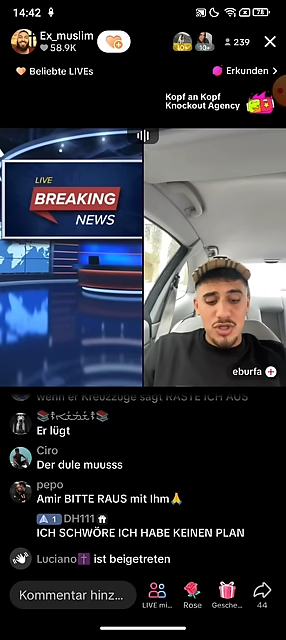 14:42
78
Ex_muslim
58.9K
239
Beliebte LIVEs
Erkunden
Kopf an Kopf
Knockout Agency
LIVE
BREAKING
NEWS
eburfa
wenn er Kreuzzüge sagt RASTE ICH AUS
Er lügt
Ciro
Der dule muusss
pepo
Amir BITTE RAUS mit Ihm🙏
1 DH111
ICH SCHWÖRE ICH HABE KEINEN PLAN
Luciano ist beigetreten
Kommentar hinz...
LIVE mi...
Rose
Gesche...
44